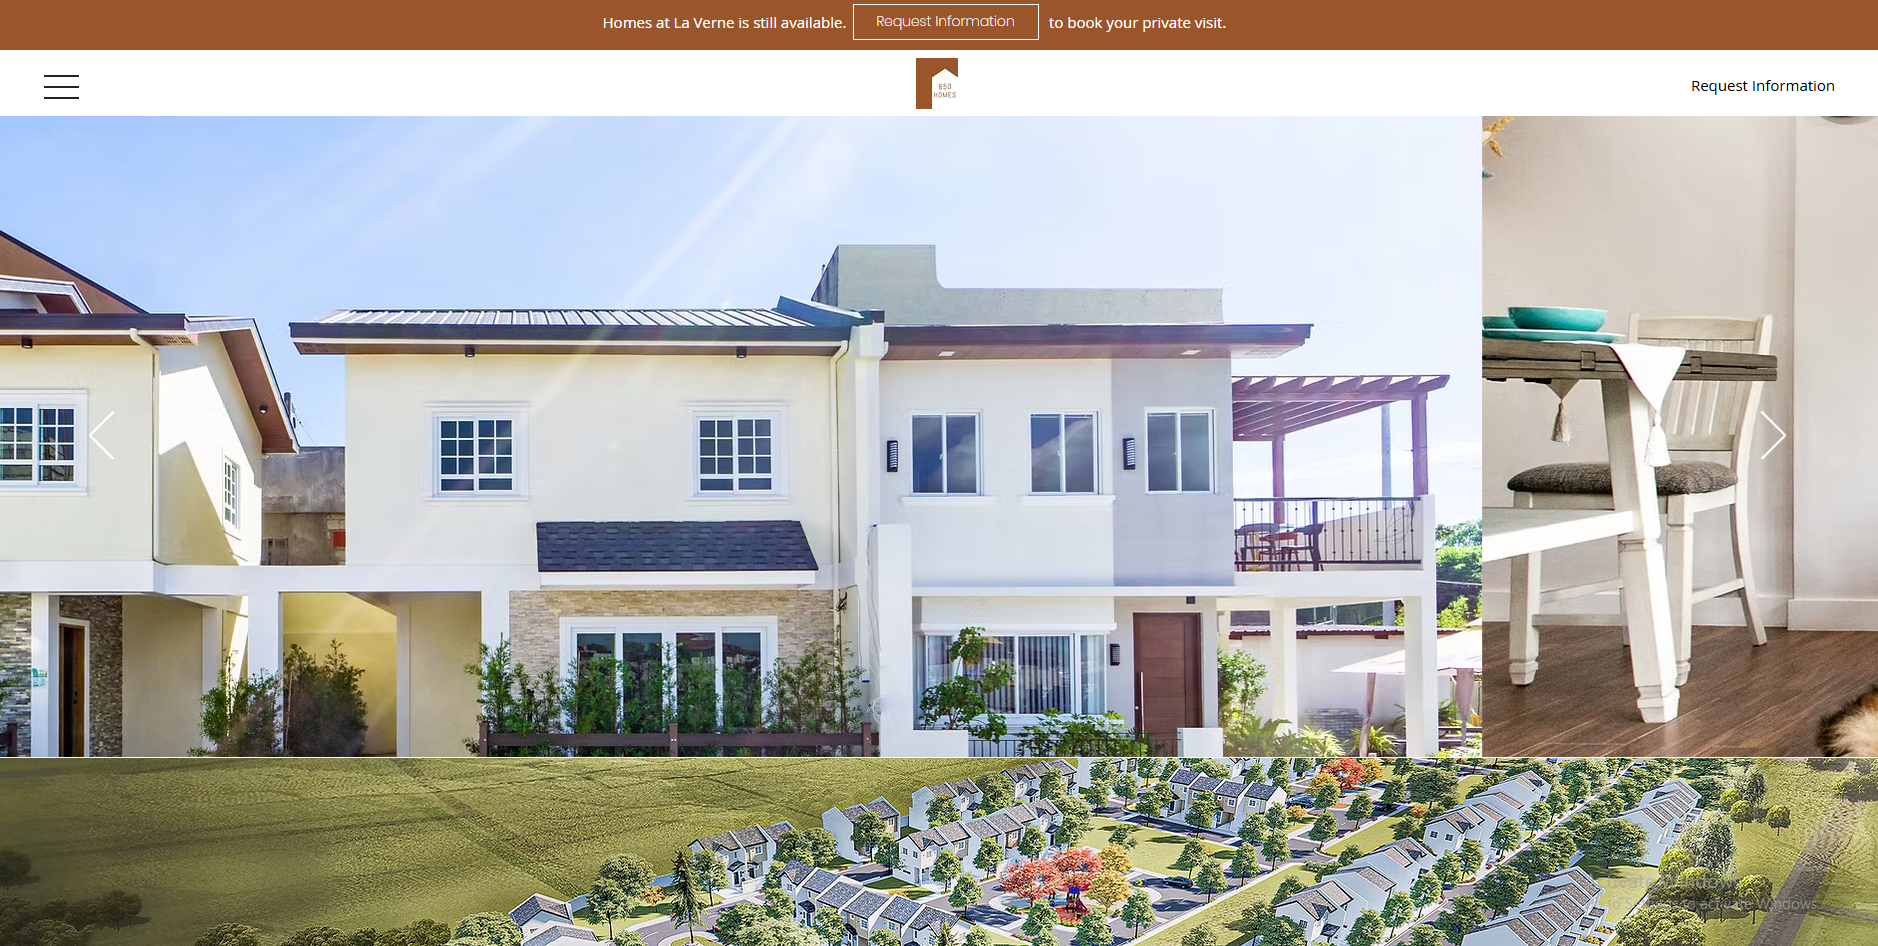 Homes at La Verne is still available. Request Information to book your private visit.
650
HOMES
Request Information
Activate Windows
Go to Settings to activate Windows.